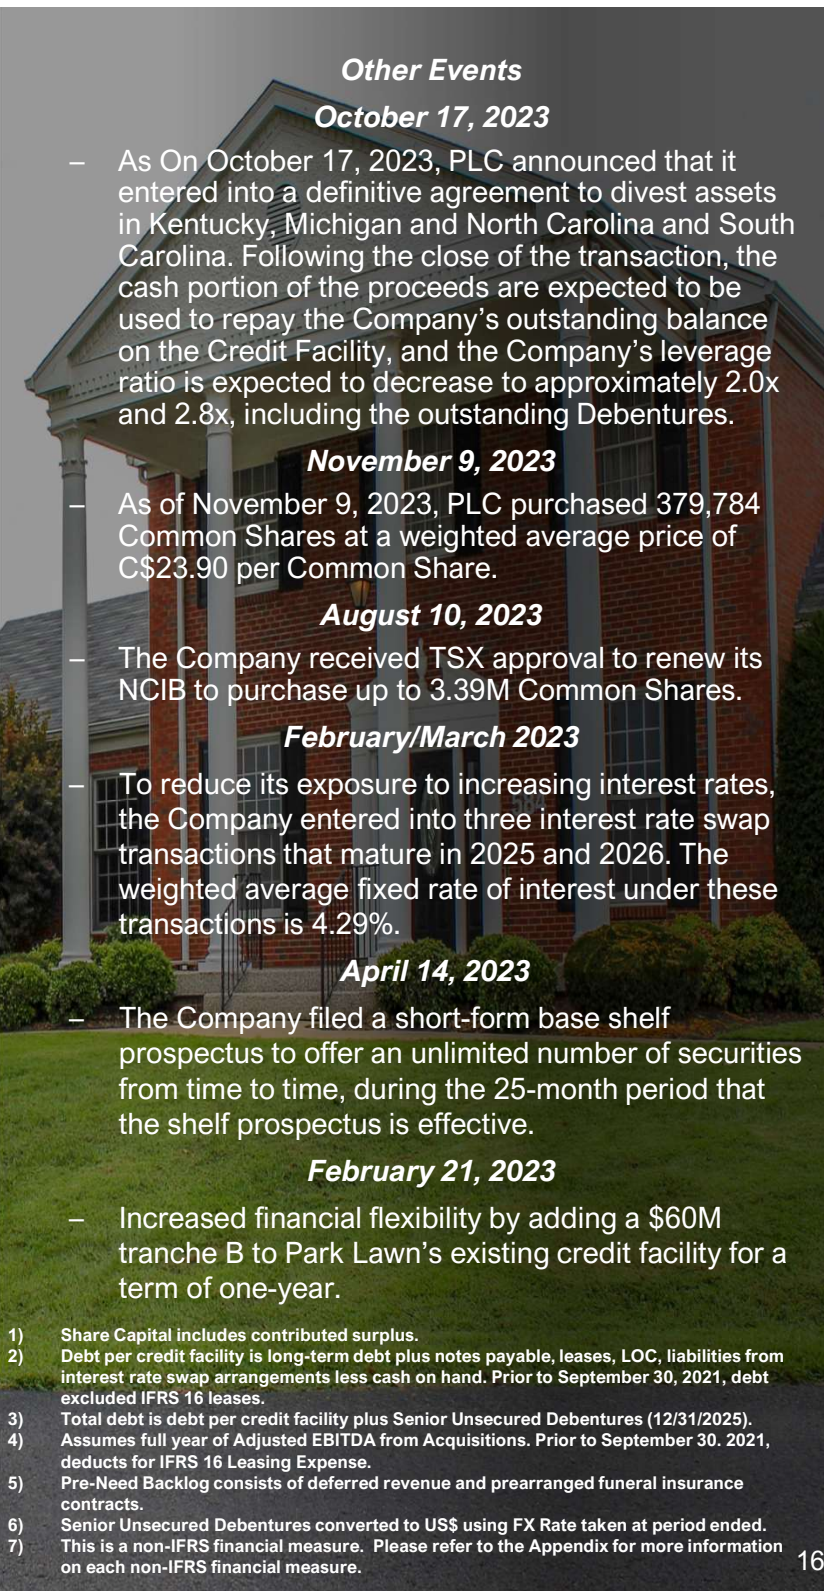 Other Events
October 17, 2023
– As On October 17, 2023, PLC announced that it
entered into a definitive agreement to divest assets
in Kentucky, Michigan and North Carolina and South
Carolina. Following the close of the transaction, the
cash portion of the proceeds are expected to be
used to repay the Company’s outstanding balance
on the Credit Facility, and the Company’s leverage
ratio is expected to decrease to approximately 2.0x
and 2.8x, including the outstanding Debentures.
November 9, 2023
– As of November 9, 2023, PLC purchased 379,784
Common Shares at a weighted average price of
C$23.90 per Common Share.
August 10, 2023
– The Company received TSX approval to renew its
NCIB to purchase up to 3.39M Common Shares.
February/March 2023
– To reduce its exposure to increasing interest rates,
the Company entered into three interest rate swap
transactions that mature in 2025 and 2026. The
weighted average fixed rate of interest under these
transactions is 4.29%.
April 14, 2023
– The Company filed a short-form base shelf
prospectus to offer an unlimited number of securities
from time to time, during the 25-month period that
the shelf prospectus is effective.
February 21, 2023
– Increased financial flexibility by adding a $60M
tranche B to Park Lawn’s existing credit facility for a
term of one-year.
1) Share Capital includes contributed surplus.
2) Debt per credit facility is long-term debt plus notes payable, leases, LOC, liabilities from
interest rate swap arrangements less cash on hand. Prior to September 30, 2021, debt
excluded IFRS 16 leases.
3) Total debt is debt per credit facility plus Senior Unsecured Debentures (12/31/2025).
4) Assumes full year of Adjusted EBITDA from Acquisitions. Prior to September 30. 2021,
deducts for IFRS 16 Leasing Expense.
5) Pre-Need Backlog consists of deferred revenue and prearranged funeral insurance
contracts.
6) Senior Unsecured Debentures converted to US$ using FX Rate taken at period ended.
7) This is a non-IFRS financial measure. Please refer to the Appendix for more information
on each non-IFRS financial measure.
16